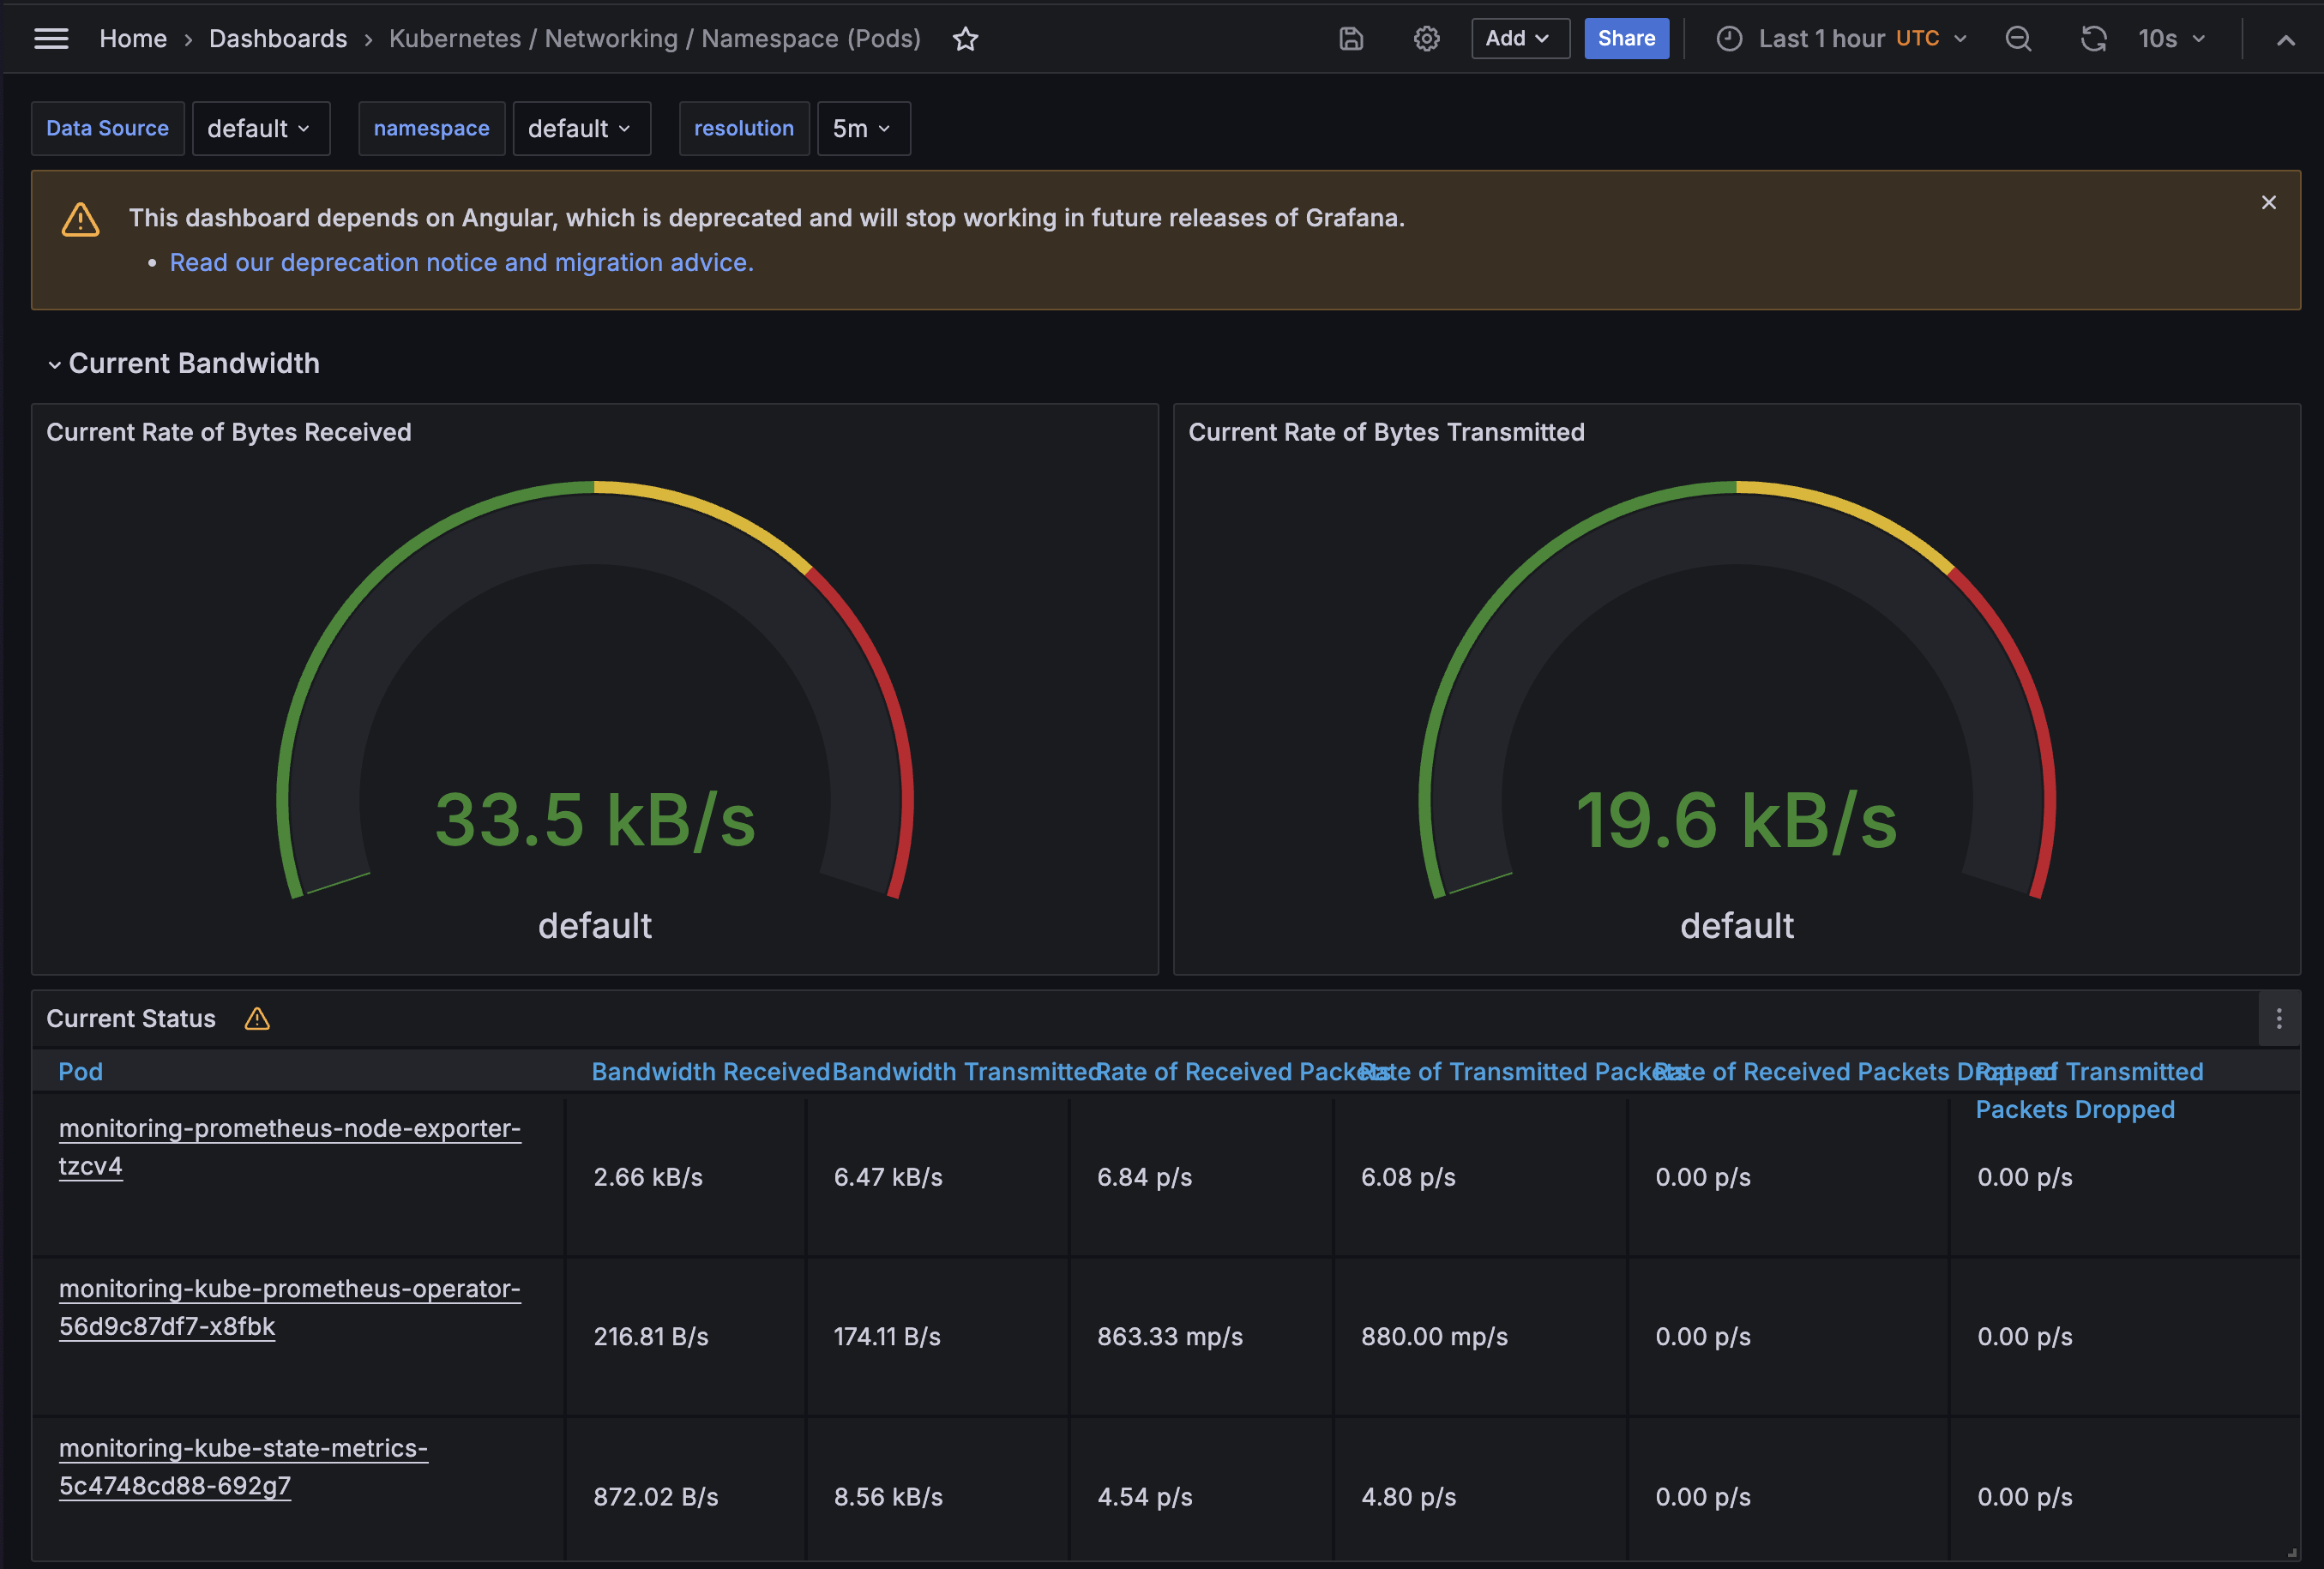 Home › Dashboards › Kubernetes / Networking / Namespace (Pods) Add Share Last 1 hour UTC 10s
Data Source default namespace default resolution 5m
This dashboard depends on Angular, which is deprecated and will stop working in future releases of Grafana.
• Read our deprecation notice and migration advice.
Current Bandwidth
Current Rate of Bytes Received
33.5 kB/s
default
Current Rate of Bytes Transmitted
19.6 kB/s
default
Current Status
Pod Bandwidth Received Bandwidth Transmitted Rate of Received Packets Rate of Transmitted Packets Rate of Received Packets Dropped Rate of Transmitted
Packets Dropped
monitoring-prometheus-node-exporter-
tzcv4
2.66 kB/s 6.47 kB/s 6.84 p/s 6.08 p/s 0.00 p/s 0.00 p/s
monitoring-kube-prometheus-operator-
56d9c87df7-x8fbk
216.81 B/s 174.11 B/s 863.33 mp/s 880.00 mp/s 0.00 p/s 0.00 p/s
monitoring-kube-state-metrics-
5c4748cd88-692g7
872.02 B/s 8.56 kB/s 4.54 p/s 4.80 p/s 0.00 p/s 0.00 p/s